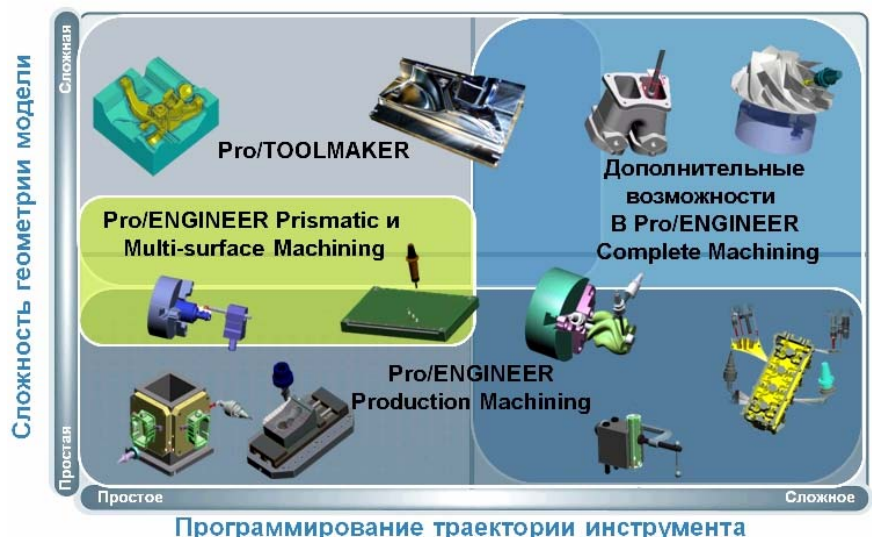 Сложность геометрии модели
Сложная
Простая
Pro/TOOLMAKER
Дополнительные
возможности
В Pro/ENGINEER
Complete Machining
Pro/ENGINEER Prismatic и
Multi-surface Machining
Pro/ENGINEER
Production Machining
Простое
Сложное
Программирование траектории инструмента